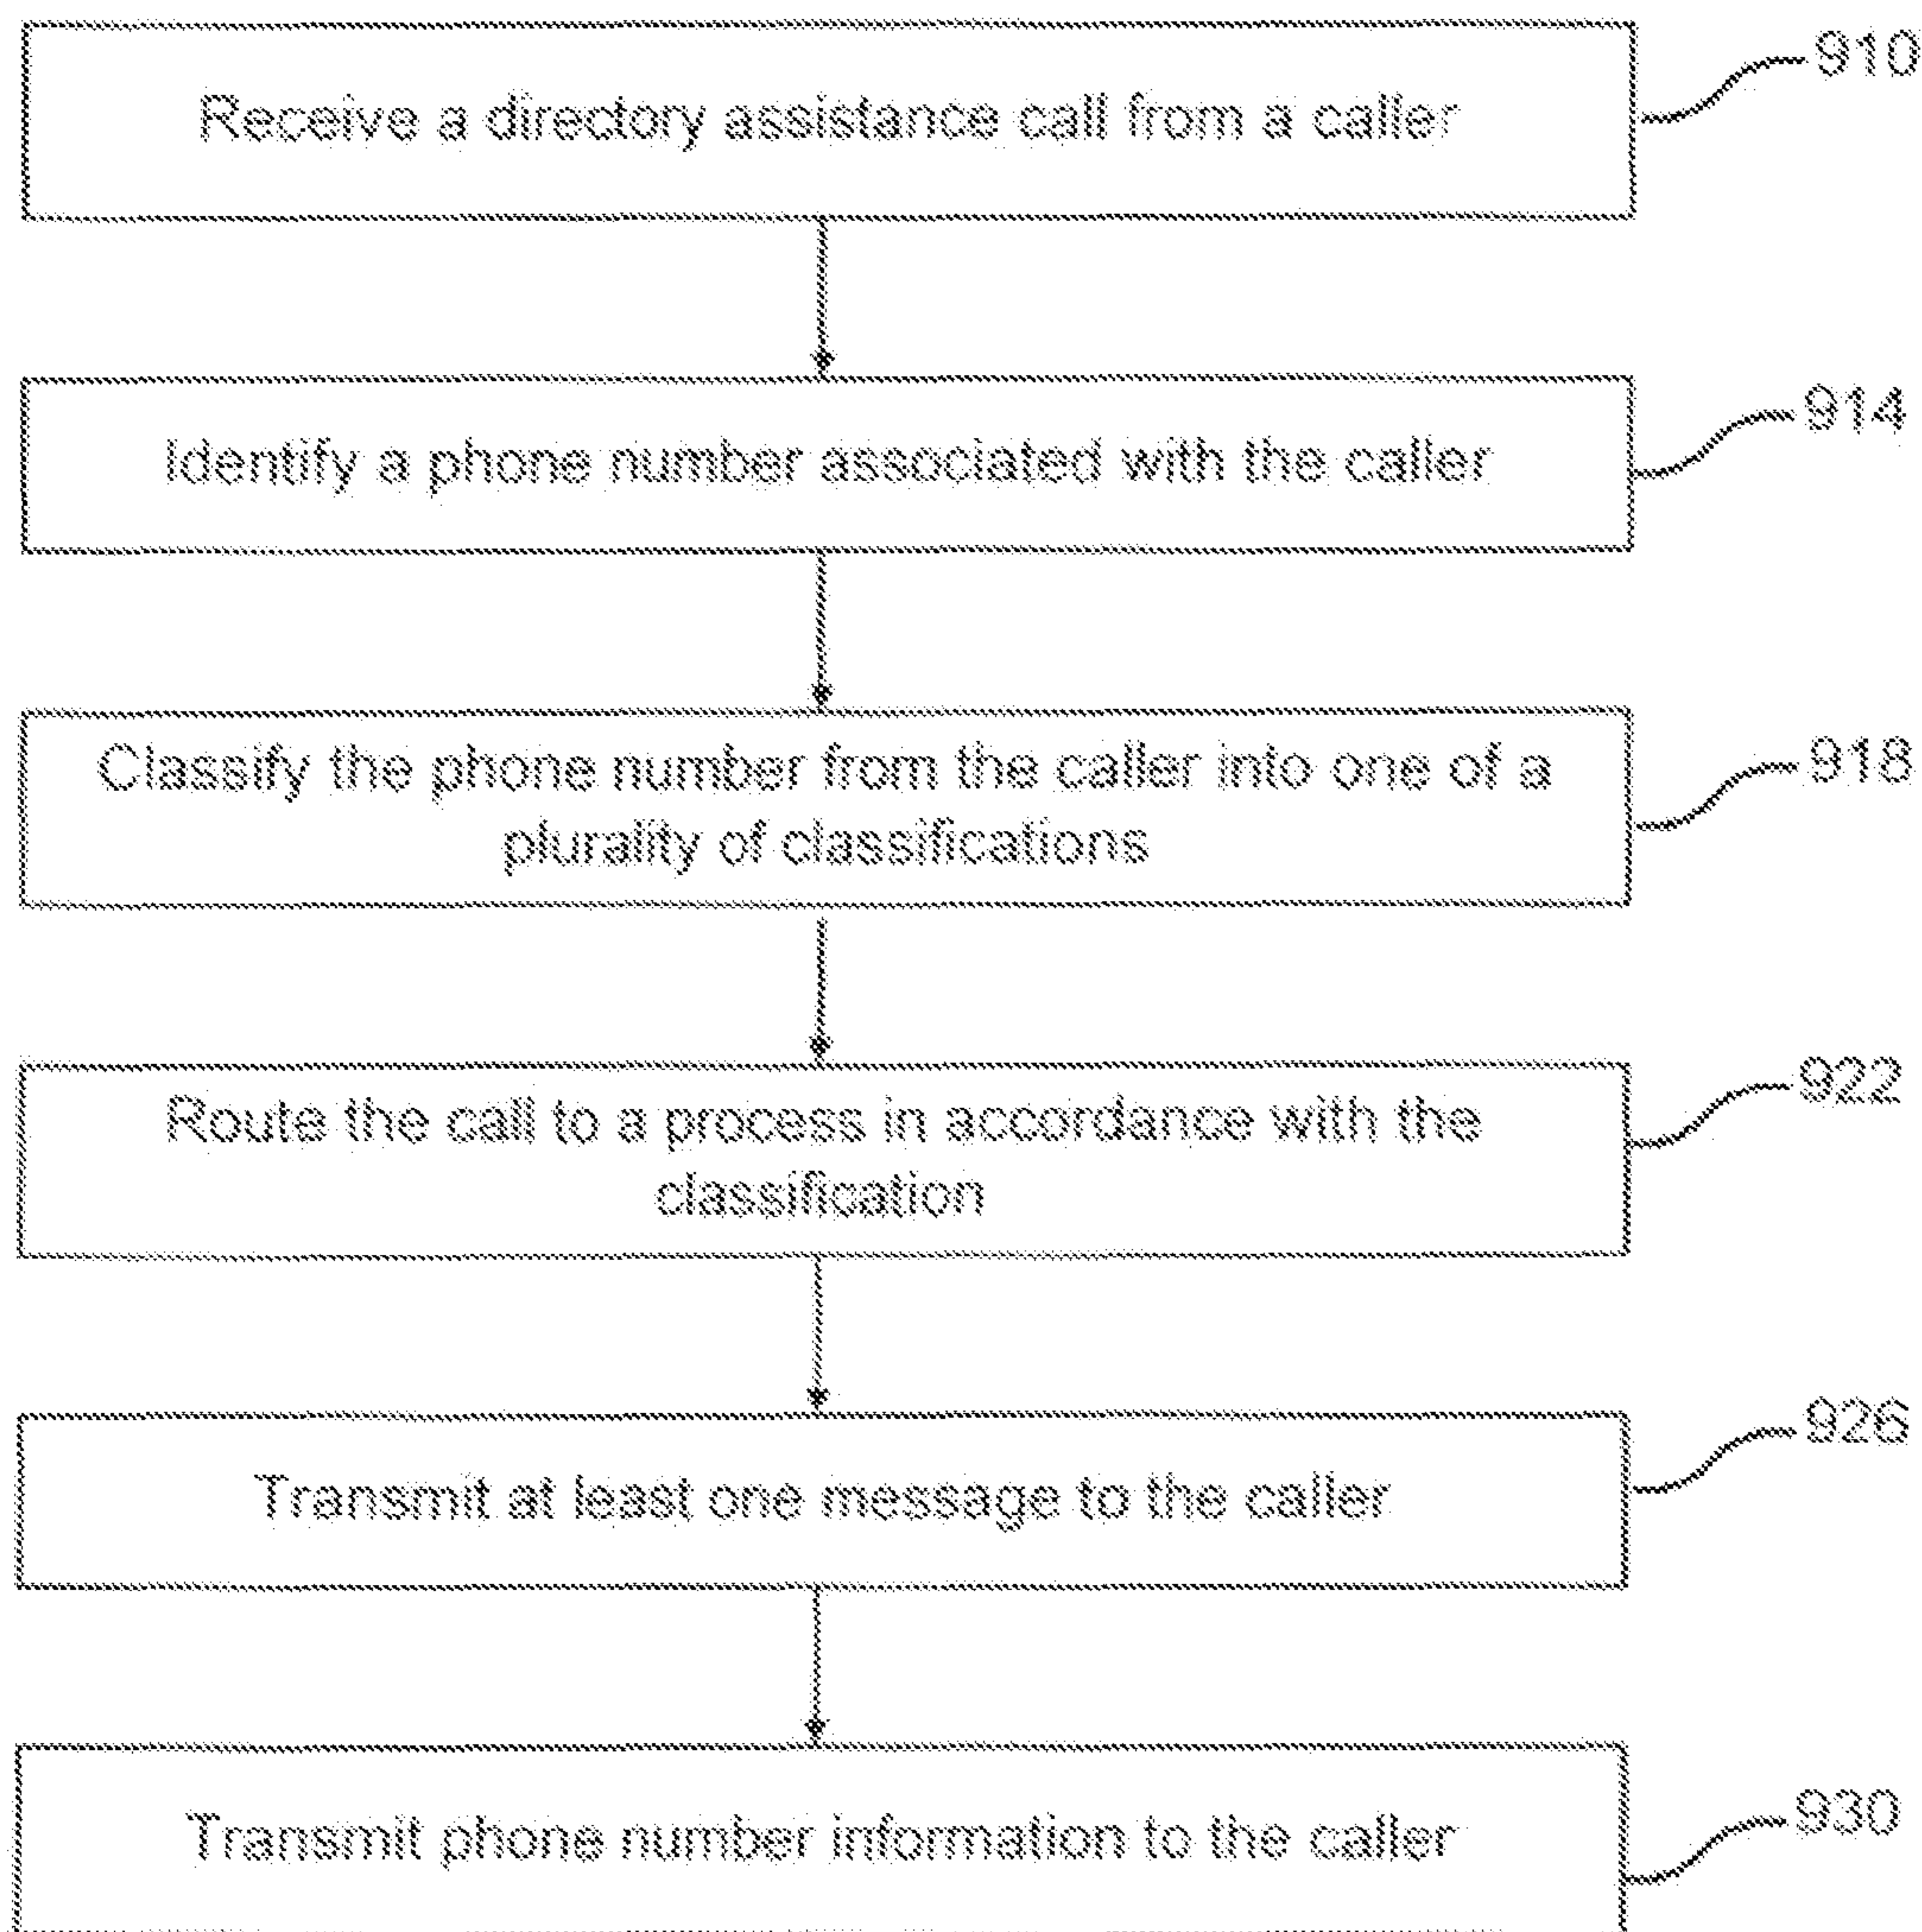 Receive a directory assistance call from a caller
910
Identify a phone number associated with the caller
914
Classify the phone number from the caller into one of a
plurality of classifications
918
Route the call to a process in accordance with the
classification
922
Transmit at least one message to the caller
926
Transmit phone number information to the caller
930